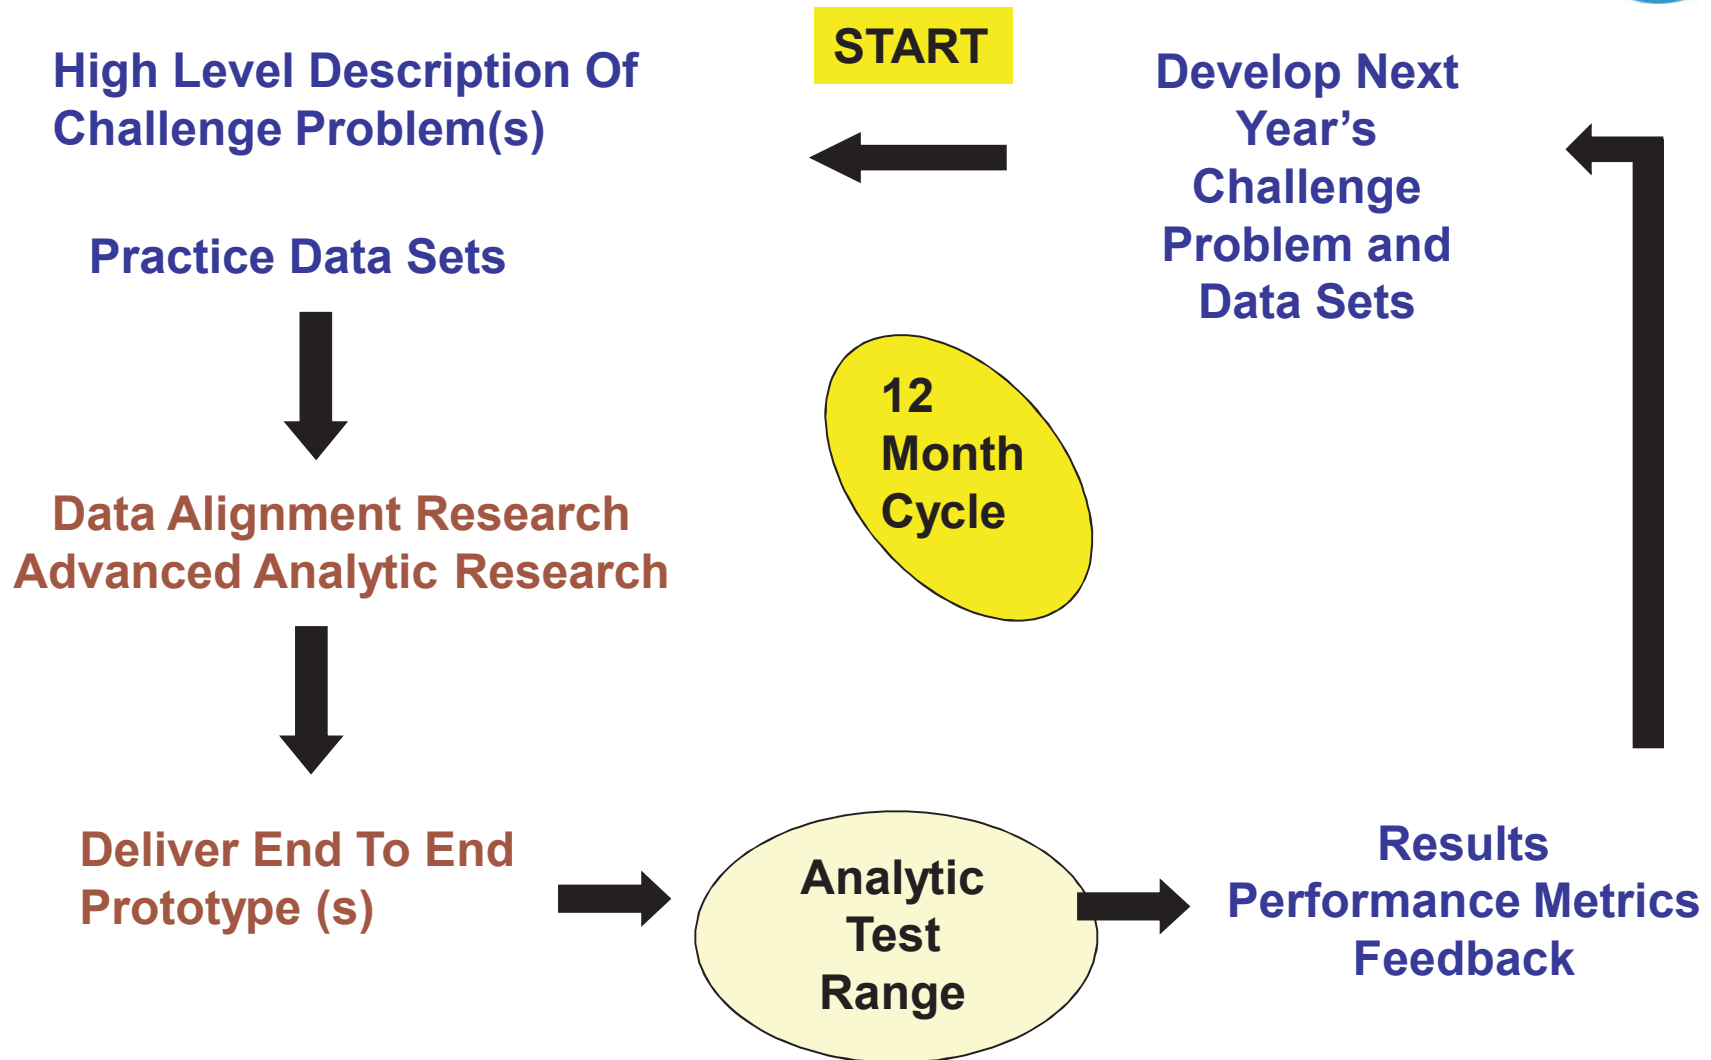 START
High Level Description Of
Challenge Problem(s)
Practice Data Sets
Data Alignment Research
Advanced Analytic Research
Deliver End To End
Prototype (s)
Analytic
Test
Range
Results
Performance Metrics
Feedback
Develop Next
Year’s
Challenge
Problem and
Data Sets
12
Month
Cycle